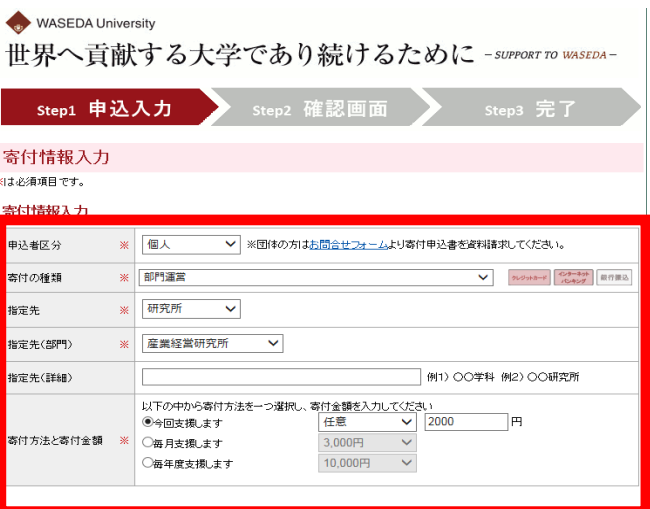 WASEDA University
世界へ貢献する大学であり続けるために -SUPPORT TO WASEDA-
Step1 申込入力 Step2 確認画面 Step3 完了
寄付情報入力
※は必須項目です。
寄付情報入力
申込者区分 ※ 個人 ※団体の方はお問合せフォームより寄付申込書を資料請求してください。
寄付の種類 ※ 部門運営 クレジットカード インターネットバンキング 銀行振込
指定先 ※ 研究所
指定先(部門) ※ 産業経営研究所
指定先(詳細) 例1) 〇〇学科 例2) 〇〇研究所
以下の中から寄付方法を一つ選択し、寄付金額を入力してください
寄付方法と寄付金額 ※ 今回支援します 任意 2000 円
毎月支援します 3,000円
毎年度支援します 10,000円